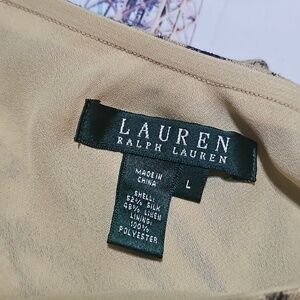 LAUREN
RALPH LAUREN
MADE IN
CHINA
L
SHELL:
52% SILK
48% LINEN
LINING:
100%
POLYESTER